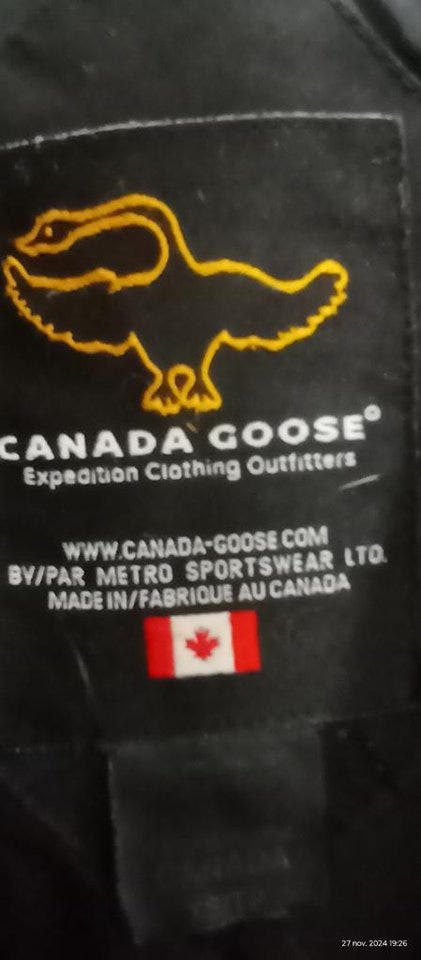 CANADA GOOSE®
Expedition Clothing Outfitters
WWW.CANADA-GOOSE.COM
BY/PAR METRO SPORTSWEAR LTD.
MADE IN/FABRIQUE AU CANADA
27 nov. 2024 19:26